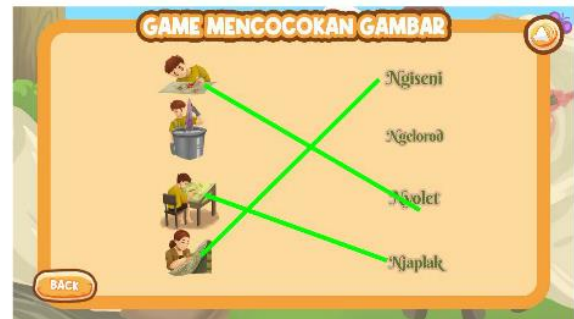 GAME MENCOCOKAN GAMBAR
Ngiseni
Ngelorod
Nyolet
Njaplak
BACK